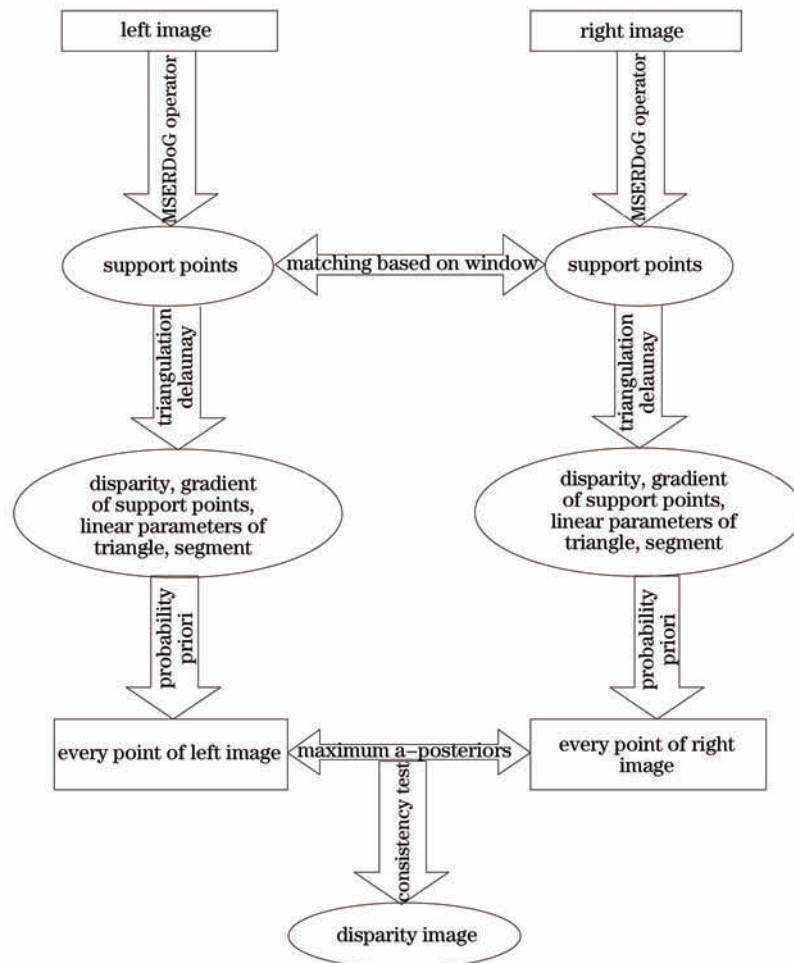 left image
right image
MSERDoG operator
MSERDoG operator
support points
matching based on window
support points
triangulation
delaunay
triangulation
delaunay
disparity, gradient
of support points,
linear parameters of
triangle, segment
disparity, gradient
of support points,
linear parameters of
triangle, segment
probability
priori
probability
priori
every point of left image
maximum a-posteriors
every point of right
image
consistency test
disparity image